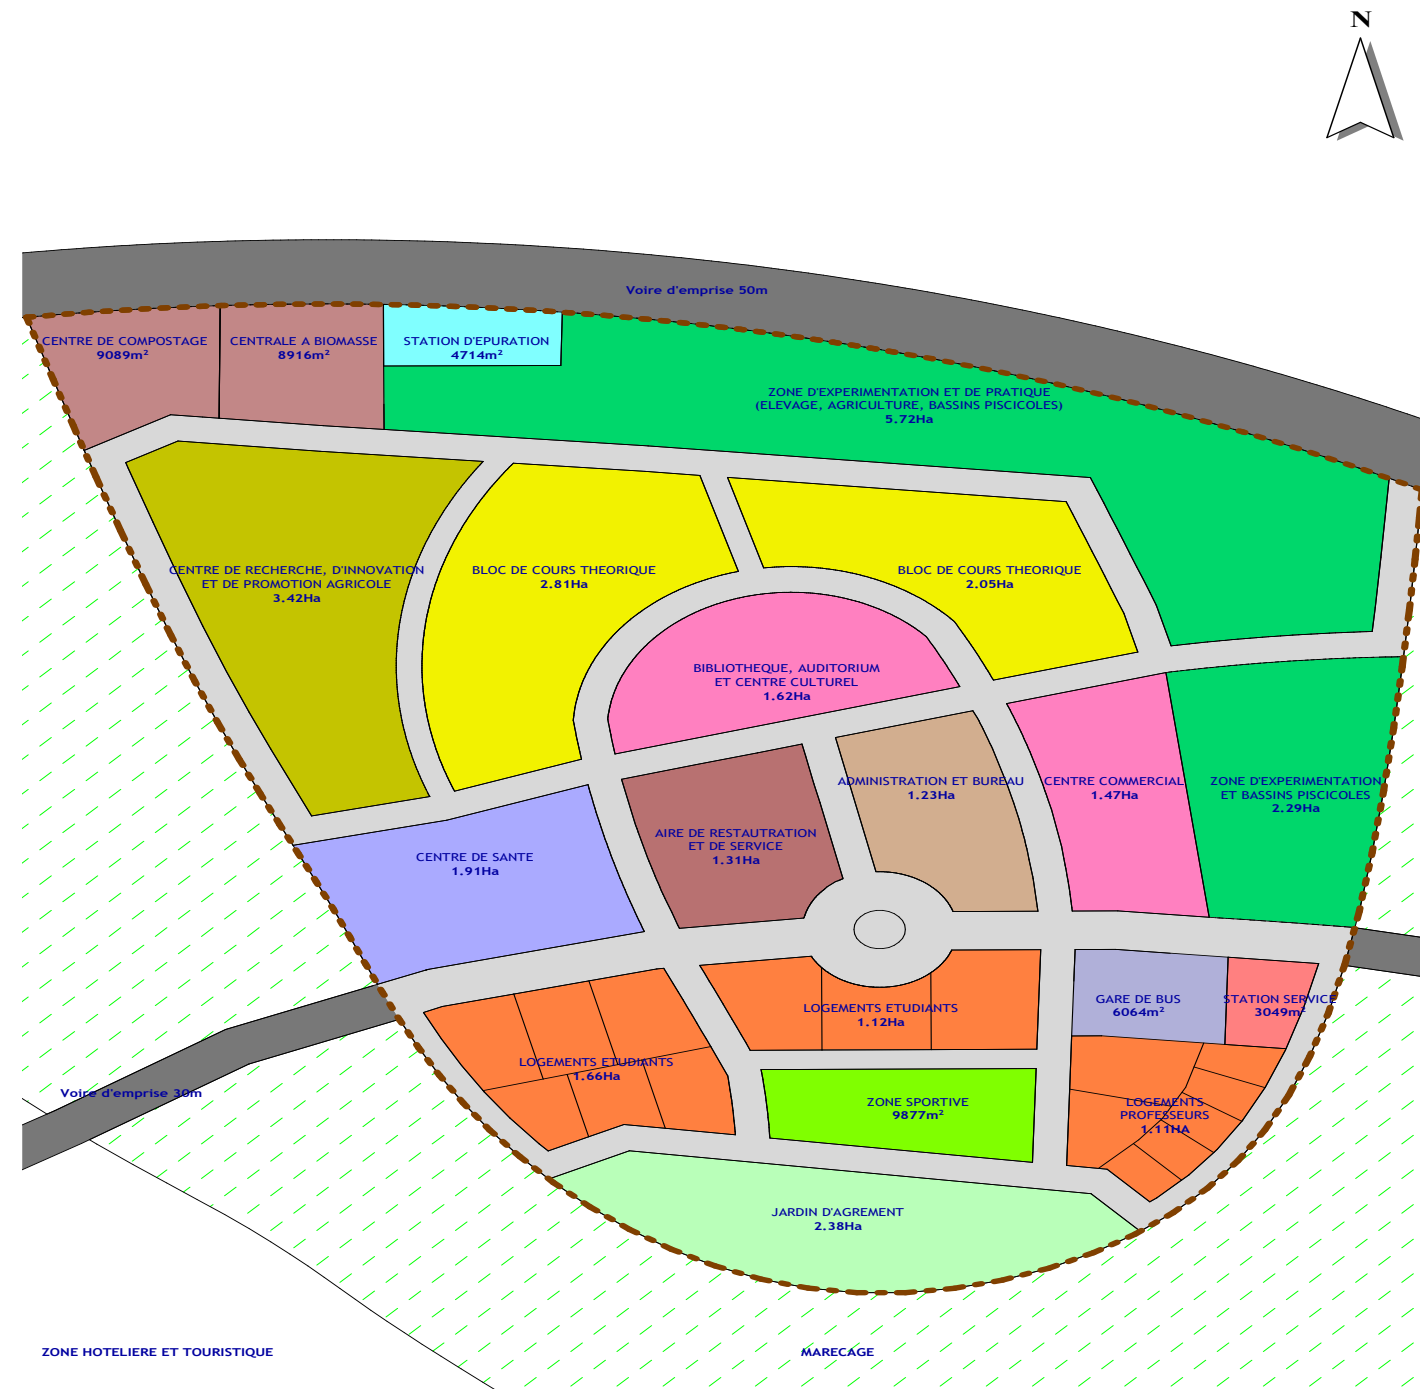 N
Voire d'emprise 50m
CENTRE DE COMPOSTAGE
9089m²
CENTRALE A BIOMASSE
8916m²
STATION D'EPURATION
4714m²
ZONE D'EXPERIMENTATION ET DE PRATIQUE
(ELEVAGE, AGRICULTURE, BASSINS PISCICOLES)
5.72Ha
CENTRE DE RECHERCHE, D'INNOVATION
ET DE PROMOTION AGRICOLE
3.42Ha
BLOC DE COURS THEORIQUE
2.81Ha
BLOC DE COURS THEORIQUE
2.05Ha
BIBLIOTHEQUE, AUDITORIUM
ET CENTRE CULTUREL
1.62Ha
ADMINISTRATION ET BUREAU
1.23Ha
CENTRE COMMERCIAL
1.47Ha
ZONE D'EXPERIMENTATION
ET BASSINS PISCICOLES
2.29Ha
AIRE DE RESTAUTRATION
ET DE SERVICE
1.31Ha
CENTRE DE SANTE
1.91Ha
LOGEMENTS ETUDIANTS
1.12Ha
GARE DE BUS
6064m²
STATION SERVICE
3049m²
LOGEMENTS ETUDIANTS
1.66Ha
Voire d'emprise 30m
ZONE SPORTIVE
9877m²
LOGEMENTS
PROFESSEURS
1.11HA
JARDIN D'AGREMENT
2.38Ha
ZONE HOTELIERE ET TOURISTIQUE
MARECAGE